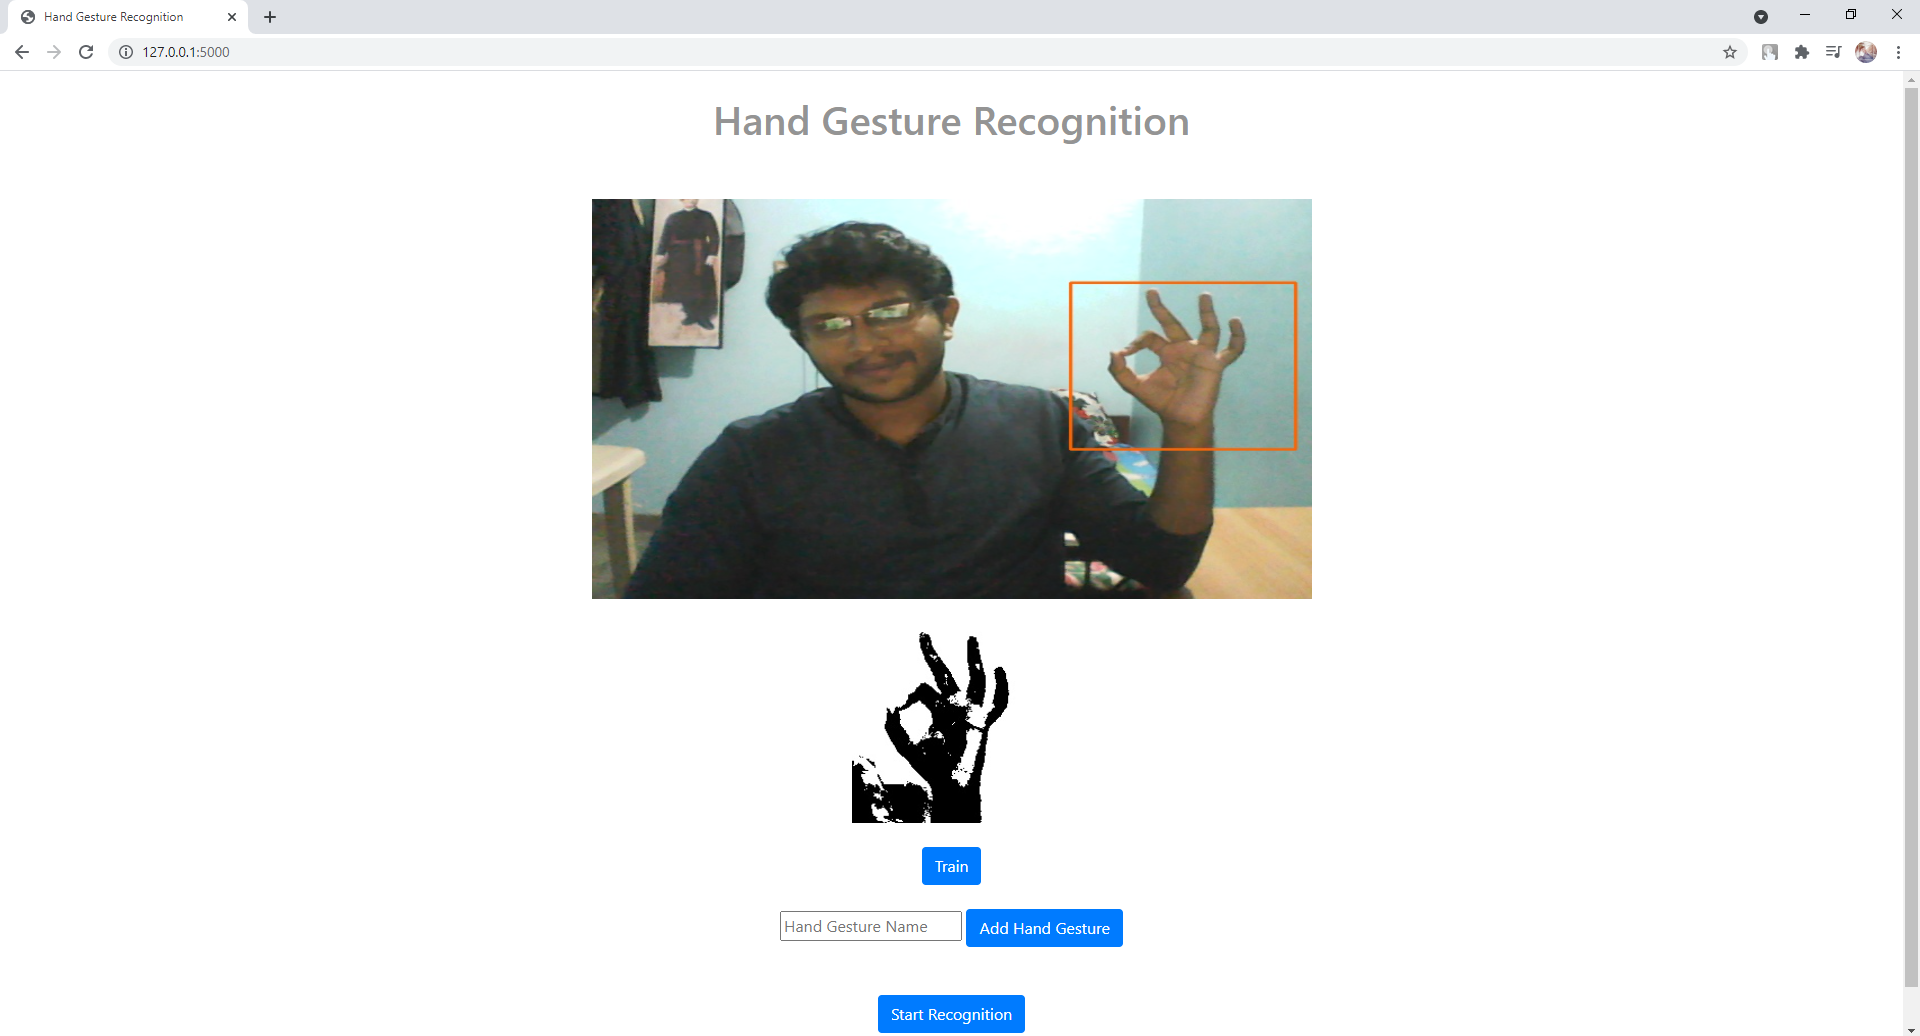 Hand Gesture Recognition
127.0.0.1:5000
Hand Gesture Recognition
Train
Hand Gesture Name
Add Hand Gesture
Start Recognition